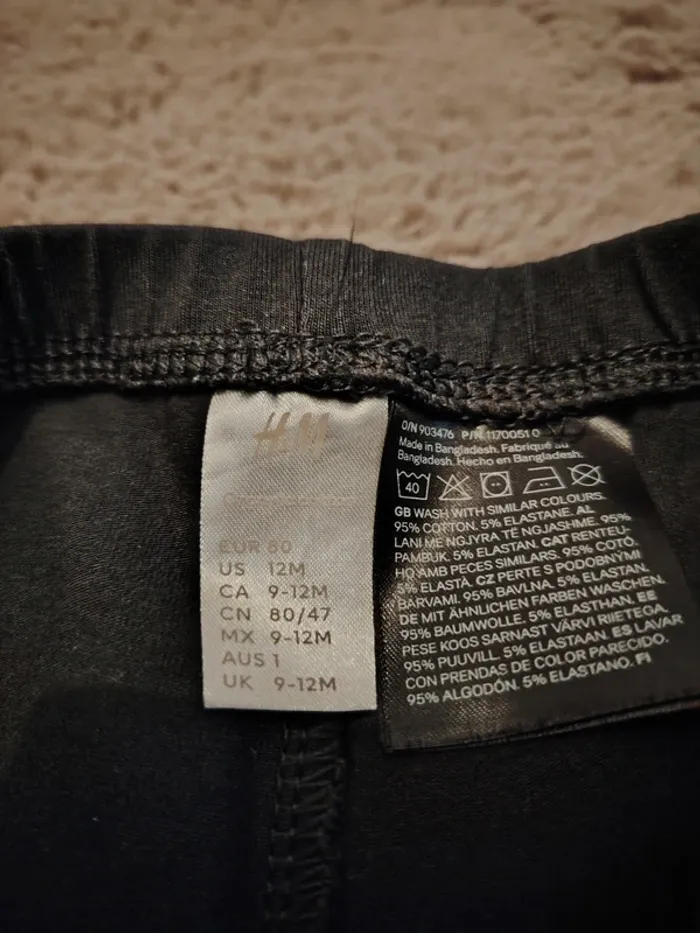 H&M
EUR 80
US 12M
CA 9-12M
CN 80/47
MX 9-12M
AUS 1
UK 9-12M
O/N 903476 P/N 1170051 0
Made in Bangladesh. Fabriqué au
Bangladesh. Hecho en Bangladesh.
40
GB WASH WITH SIMILAR COLOURS.
95% COTTON. 5% ELASTANE. AL
LANI ME NGJYRA TË NGJASHME. 95%
PAMBUK. 5% ELASTAN. CAT RENTEU-
HO AMB PECES SIMILARS. 95% COTÓ.
5% ELASTÀ. CZ PERTE S PODOBNÝMI
BARVAMI. 95% BAVLNA. 5% ELASTAN.
DE MIT ÄHNLICHEN FARBEN WASCHEN.
95% BAUMWOLLE. 5% ELASTHAN. EE
PESE KOOS SARNAST VÄRVI RIIETEGA.
95% PUUVILL. 5% ELASTAAN. ES LAVAR
CON PRENDAS DE COLOR PARECIDO.
95% ALGODÓN. 5% ELASTANO. FI